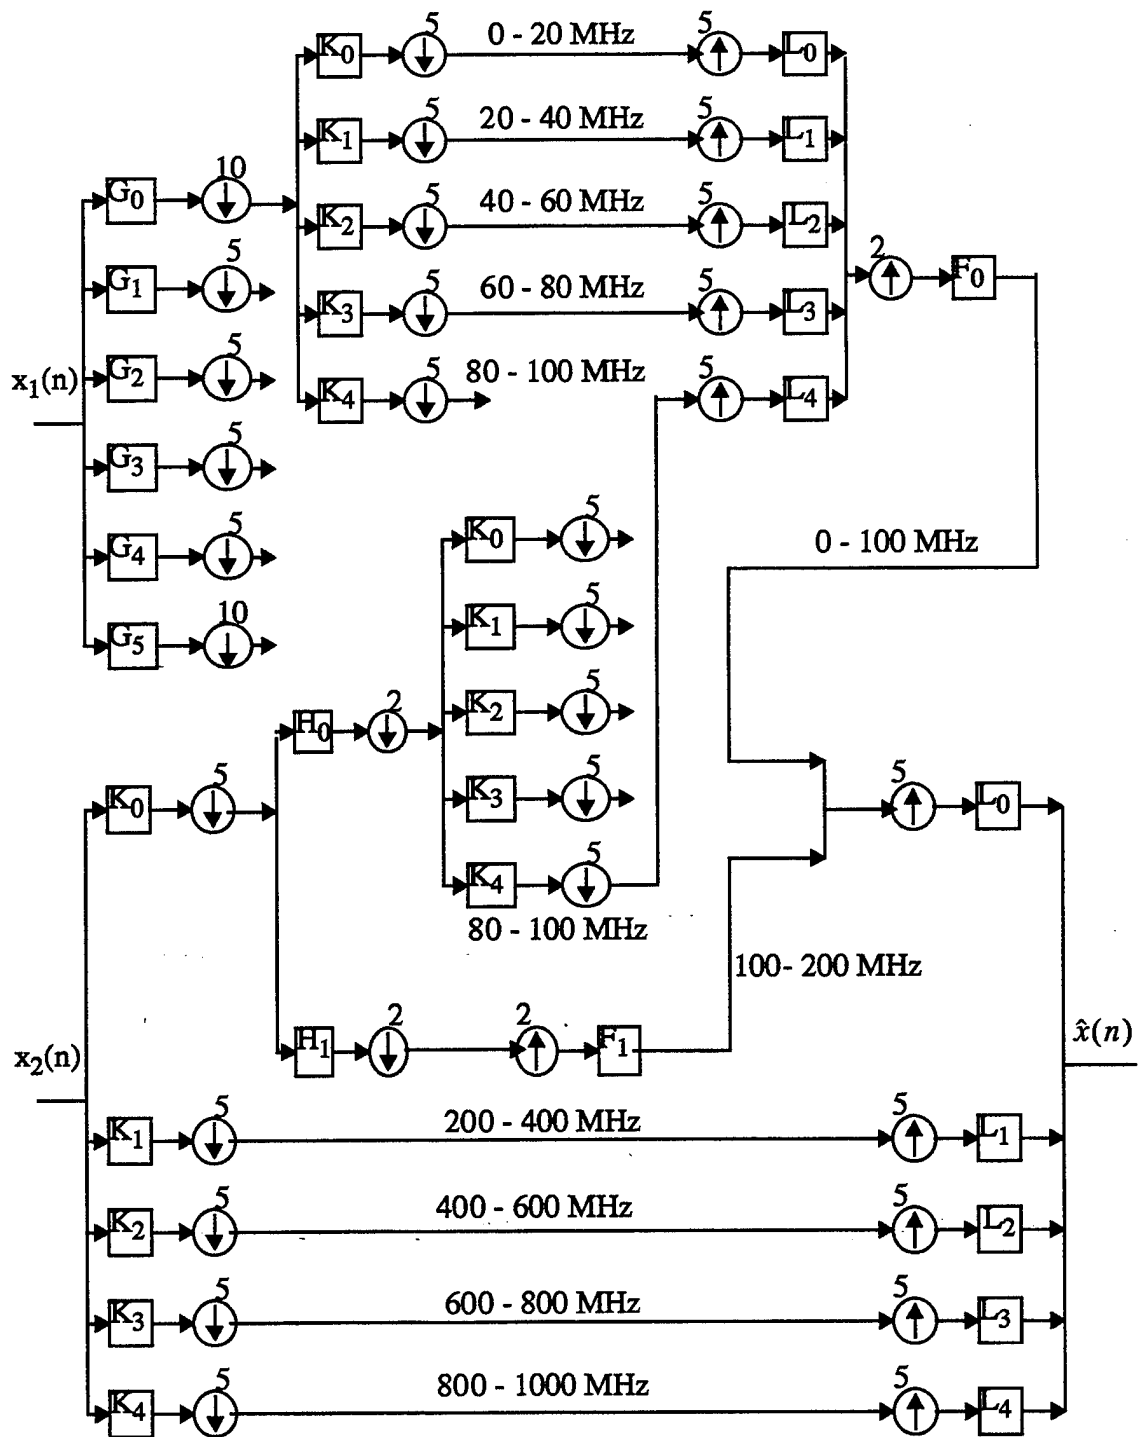 5 0 - 20 MHz 5
K0 L0
5 20 - 40 MHz 5
K1 L1
10
G0
5 40 - 60 MHz 5
K2 L2
5
G1
2
F0
5 60 - 80 MHz 5
K3 L3
5
G2
x1(n)
5 80 - 100 MHz 5
K4 L4
5
G3
5
G4
5
K0
0 - 100 MHz
10
G5
5
K1
5
K2
2
H0
5
K3
5
K0
5
L0
5
K4
80 - 100 MHz
100- 200 MHz
2 2
H1 F1
x2(n)
x̂(n)
5 200 - 400 MHz 5
K1 L1
5 400 - 600 MHz 5
K2 L2
5 600 - 800 MHz 5
K3 L3
5 800 - 1000 MHz 5
K4 L4